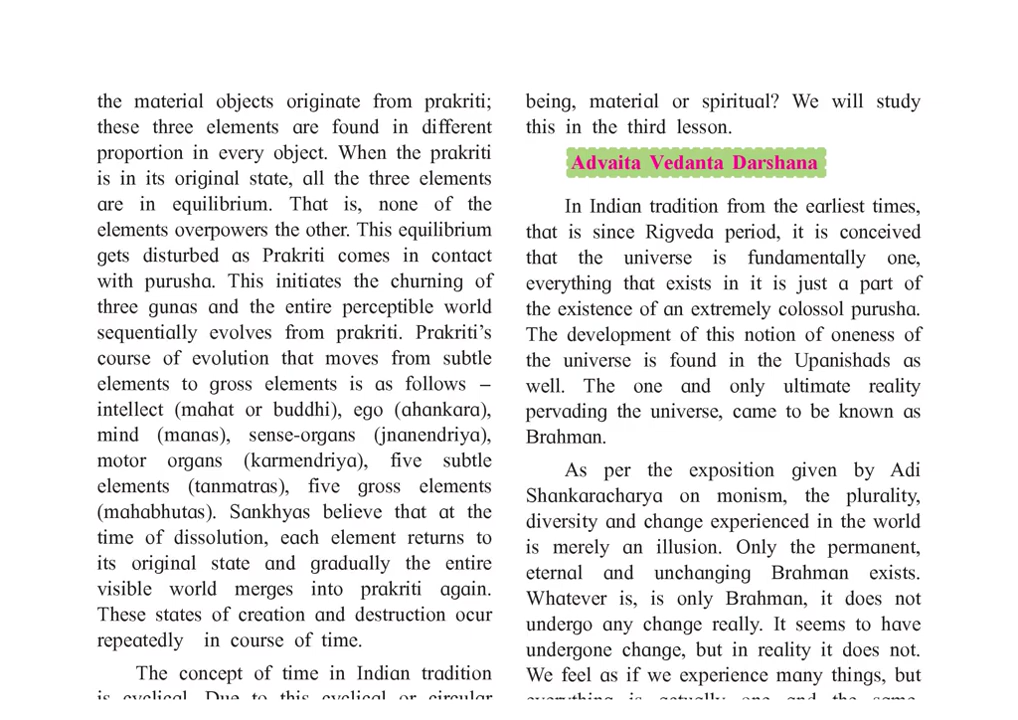 the material objects originate from prakriti;
these three elements are found in different
proportion in every object. When the prakriti
is in its original state, all the three elements
are in equilibrium. That is, none of the
elements overpowers the other. This equilibrium
gets disturbed as Prakriti comes in contact
with purusha. This initiates the churning of
three gunas and the entire perceptible world
sequentially evolves from prakriti. Prakriti's
course of evolution that moves from subtle
elements to gross elements is as follows –
intellect (mahat or buddhi), ego (ahankara),
mind (manas), sense-organs (jnanendriya),
motor organs (karmendriya), five subtle
elements (tanmatras), five gross elements
(mahabhutas). Sankhyas believe that at the
time of dissolution, each element returns to
its original state and gradually the entire
visible world merges into prakriti again.
These states of creation and destruction ocur
repeatedly in course of time.
The concept of time in Indian tradition
is cyclical. Due to this cyclical or circular
being, material or spiritual? We will study
this in the third lesson.
Advaita Vedanta Darshana
In Indian tradition from the earliest times,
that is since Rigveda period, it is conceived
that the universe is fundamentally one,
everything that exists in it is just a part of
the existence of an extremely colossol purusha.
The development of this notion of oneness of
the universe is found in the Upanishads as
well. The one and only ultimate reality
pervading the universe, came to be known as
Brahman.
As per the exposition given by Adi
Shankaracharya on monism, the plurality,
diversity and change experienced in the world
is merely an illusion. Only the permanent,
eternal and unchanging Brahman exists.
Whatever is, is only Brahman, it does not
undergo any change really. It seems to have
undergone change, but in reality it does not.
We feel as if we experience many things, but
everything is actually one and the same.